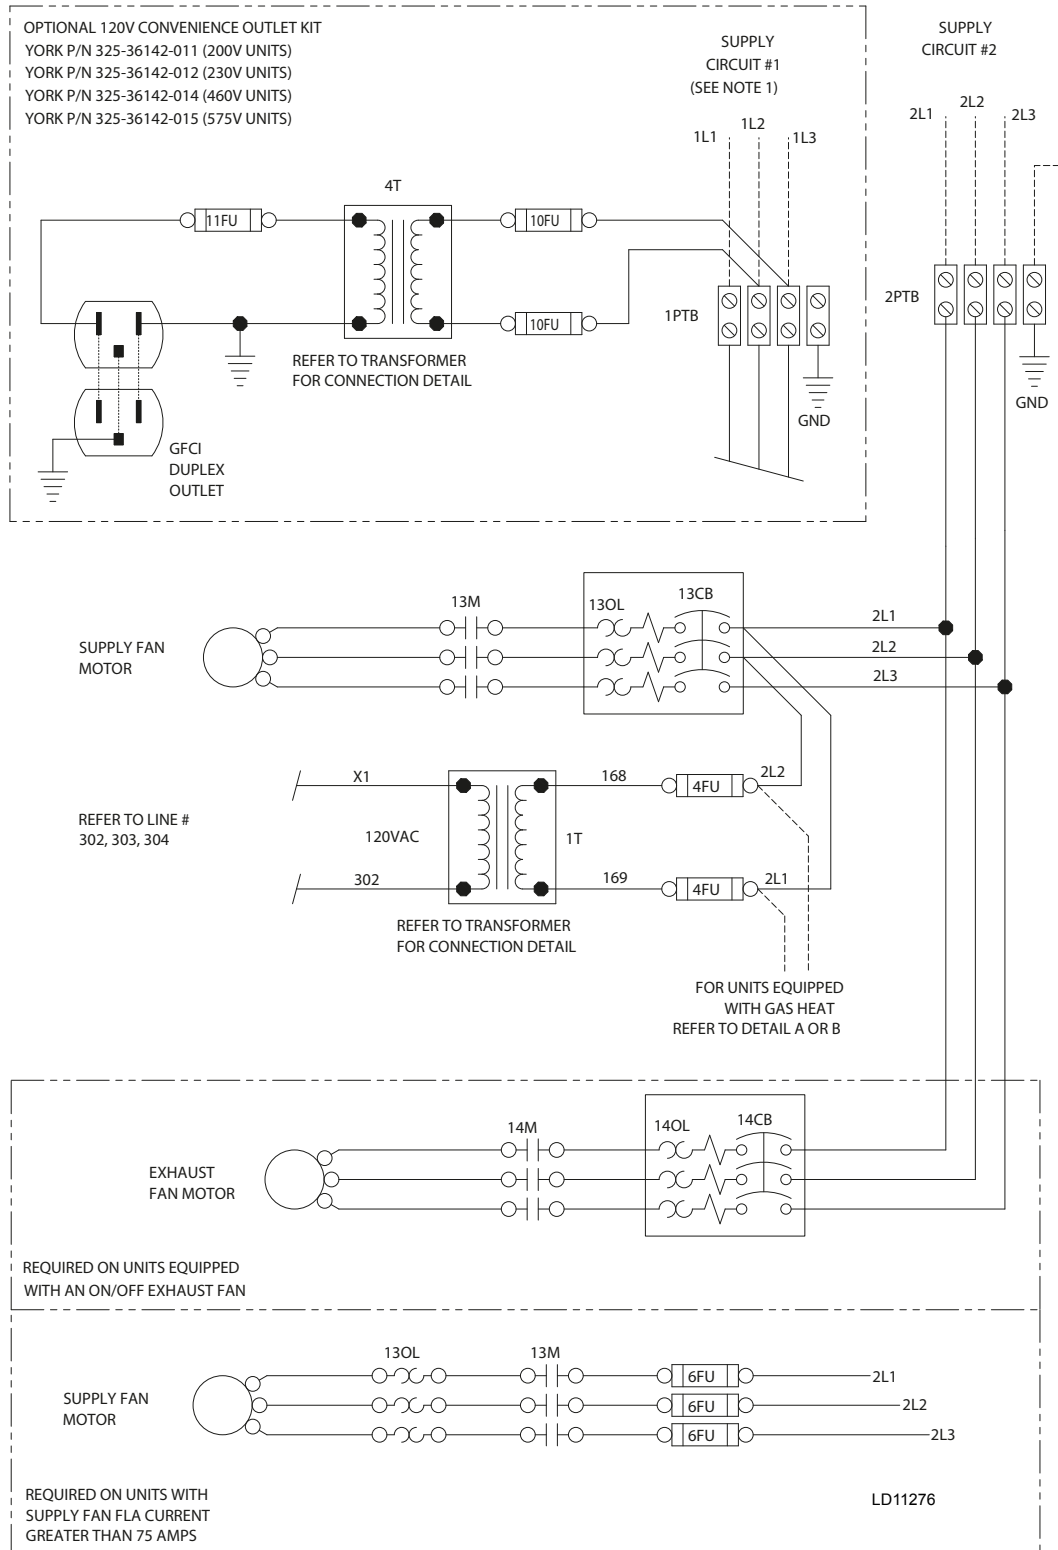 OPTIONAL 120V CONVENIENCE OUTLET KIT
YORK P/N 325-36142-011 (200V UNITS)
YORK P/N 325-36142-012 (230V UNITS)
YORK P/N 325-36142-014 (460V UNITS)
YORK P/N 325-36142-015 (575V UNITS)
SUPPLY
CIRCUIT #1
(SEE NOTE 1)
SUPPLY
CIRCUIT #2
1L1
1L2
1L3
2L1
2L2
2L3
4T
11FU
10FU
10FU
1PTB
2PTB
REFER TO TRANSFORMER
FOR CONNECTION DETAIL
GND
GND
GFCI
DUPLEX
OUTLET
SUPPLY FAN
MOTOR
13M
13OL
13CB
2L1
2L2
2L3
REFER TO LINE #
302, 303, 304
X1
302
120VAC
1T
168
169
4FU
4FU
2L2
2L1
REFER TO TRANSFORMER
FOR CONNECTION DETAIL
FOR UNITS EQUIPPED
WITH GAS HEAT
REFER TO DETAIL A OR B
EXHAUST
FAN MOTOR
14M
14OL
14CB
REQUIRED ON UNITS EQUIPPED
WITH AN ON/OFF EXHAUST FAN
SUPPLY FAN
MOTOR
13OL
13M
6FU
6FU
6FU
2L1
2L2
2L3
REQUIRED ON UNITS WITH
SUPPLY FAN FLA CURRENT
GREATER THAN 75 AMPS
LD11276